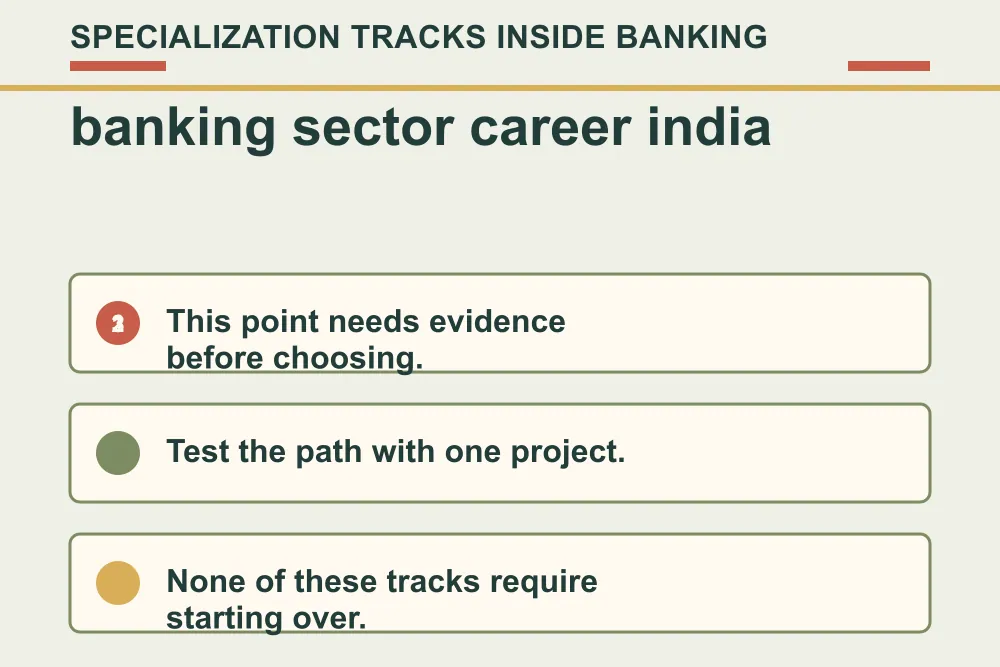 SPECIALIZATION TRACKS INSIDE BANKING
banking sector career india
This point needs evidence
before choosing.
Test the path with one project.
None of these tracks require
starting over.